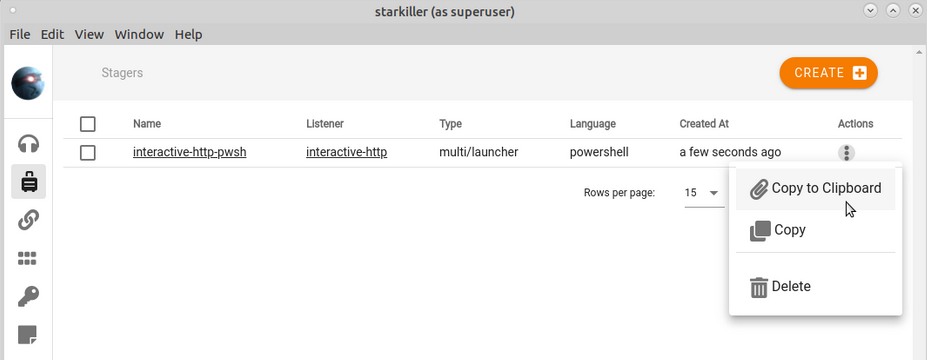 starkiller (as superuser)
File Edit View Window Help
Stagers
CREATE
Name Listener Type Language Created At Actions
interactive-http-pwsh interactive-http multi/launcher powershell a few seconds ago
Rows per page: 15
Copy to Clipboard
Copy
Delete